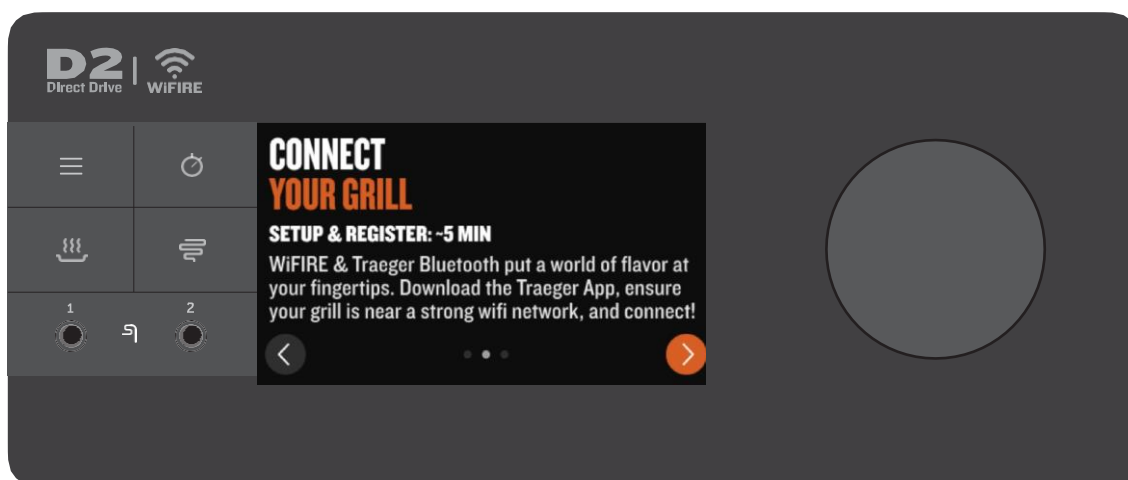 D2
Direct Drive
WiFIRE
CONNECT
YOUR GRILL
SETUP & REGISTER: ~5 MIN
WiFIRE & Traeger Bluetooth put a world of flavor at
your fingertips. Download the Traeger App, ensure
your grill is near a strong wifi network, and connect!
1
2